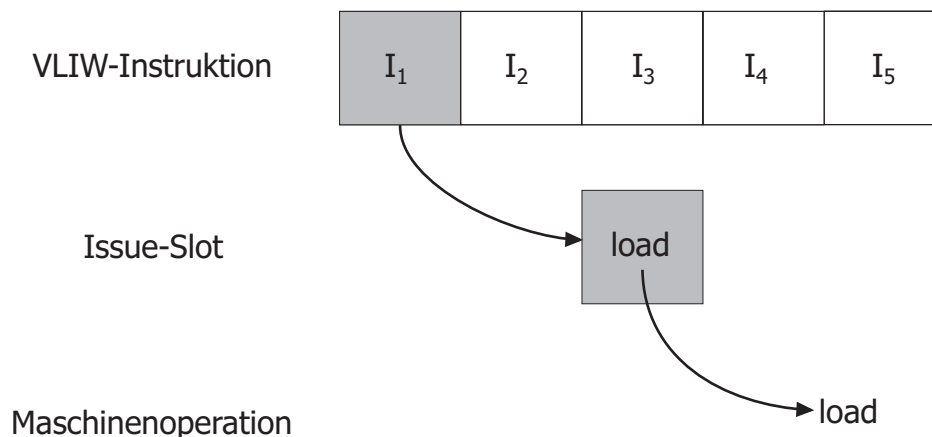 VLIW-Instruktion I₁ I₂ I₃ I₄ I₅
Issue-Slot load
Maschinenoperation load